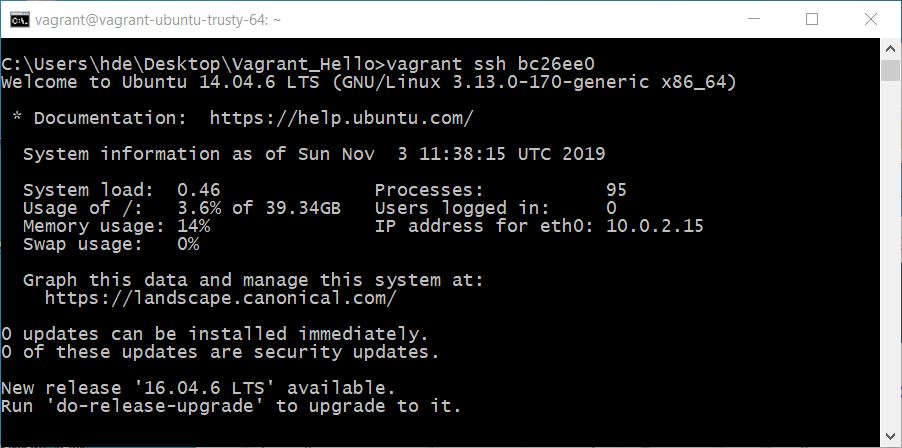 vagrant@vagrant-ubuntu-trusty-64: ~
C:\Users\hde\Desktop\Vagrant_Hello>vagrant ssh bc26ee0
Welcome to Ubuntu 14.04.6 LTS (GNU/Linux 3.13.0-170-generic x86_64)
* Documentation:  https://help.ubuntu.com/
System information as of Sun Nov  3 11:38:15 UTC 2019
System load:  0.46              Processes:           95
Usage of /:   3.6% of 39.34GB   Users logged in:     0
Memory usage: 14%               IP address for eth0: 10.0.2.15
Swap usage:   0%
Graph this data and manage this system at:
https://landscape.canonical.com/
0 updates can be installed immediately.
0 of these updates are security updates.
New release '16.04.6 LTS' available.
Run 'do-release-upgrade' to upgrade to it.